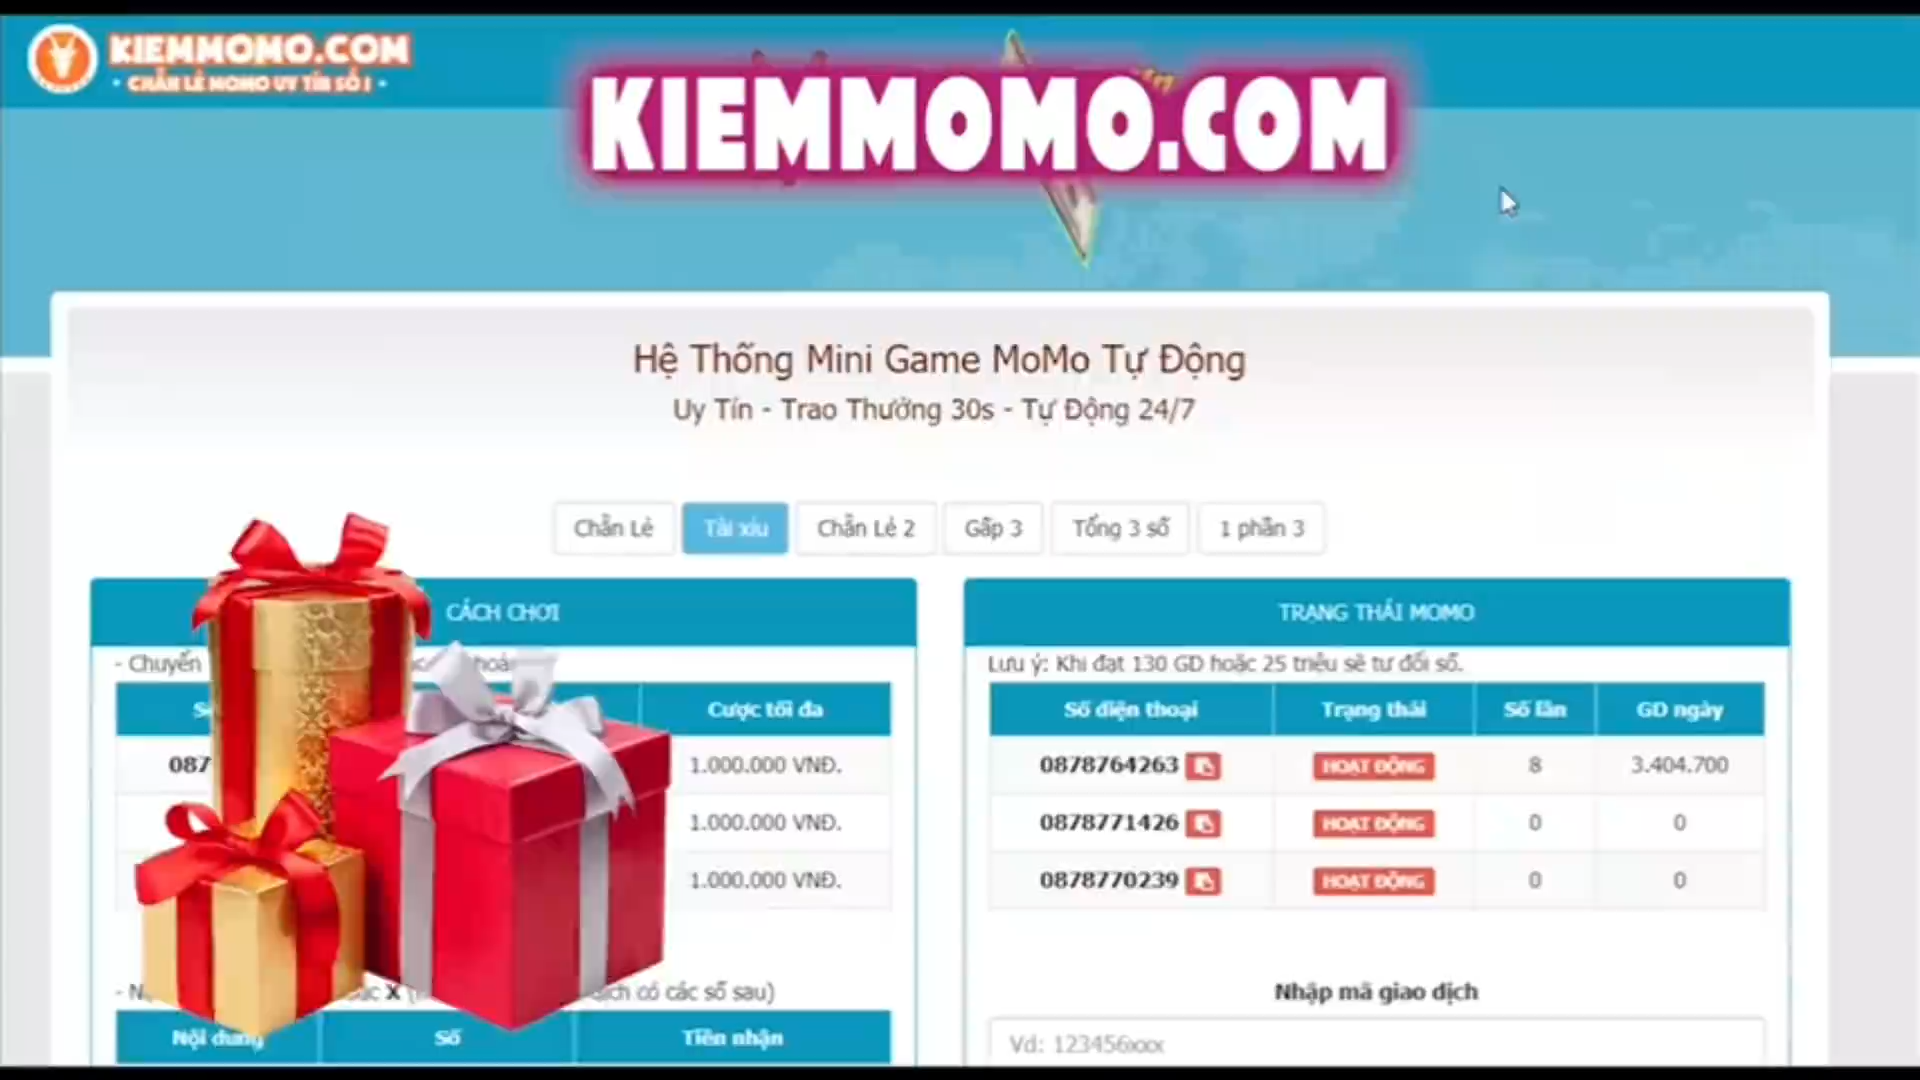 KIEMMOMO.COM
- CHẴN LẺ MOMO UY TÍN SỐ 1 -
KIEMMOMO.COM
Hệ Thống Mini Game MoMo Tự Động
Uy Tín - Trao Thưởng 30s - Tự Động 24/7
Chẵn Lẻ
Tài xỉu
Chẵn Lẻ 2
Gấp 3
Tổng 3 số
1 phần 3
CÁCH CHƠI
- Chuyển
Cược tối đa
087
1.000.000 VNĐ.
1.000.000 VNĐ.
1.000.000 VNĐ.
X
có các số sau)
Nội dung Số Tiền nhận
TRẠNG THÁI MOMO
Lưu ý: Khi đạt 130 GD hoặc 25 triệu sẽ tư đổi số.
Số điện thoại Trạng thái Số lần GD ngày
0878764263 HOẠT ĐỘNG 8 3.404.700
0878771426 HOẠT ĐỘNG 0 0
0878770239 HOẠT ĐỘNG 0 0
Nhập mã giao dịch
Vd: 123456xxx